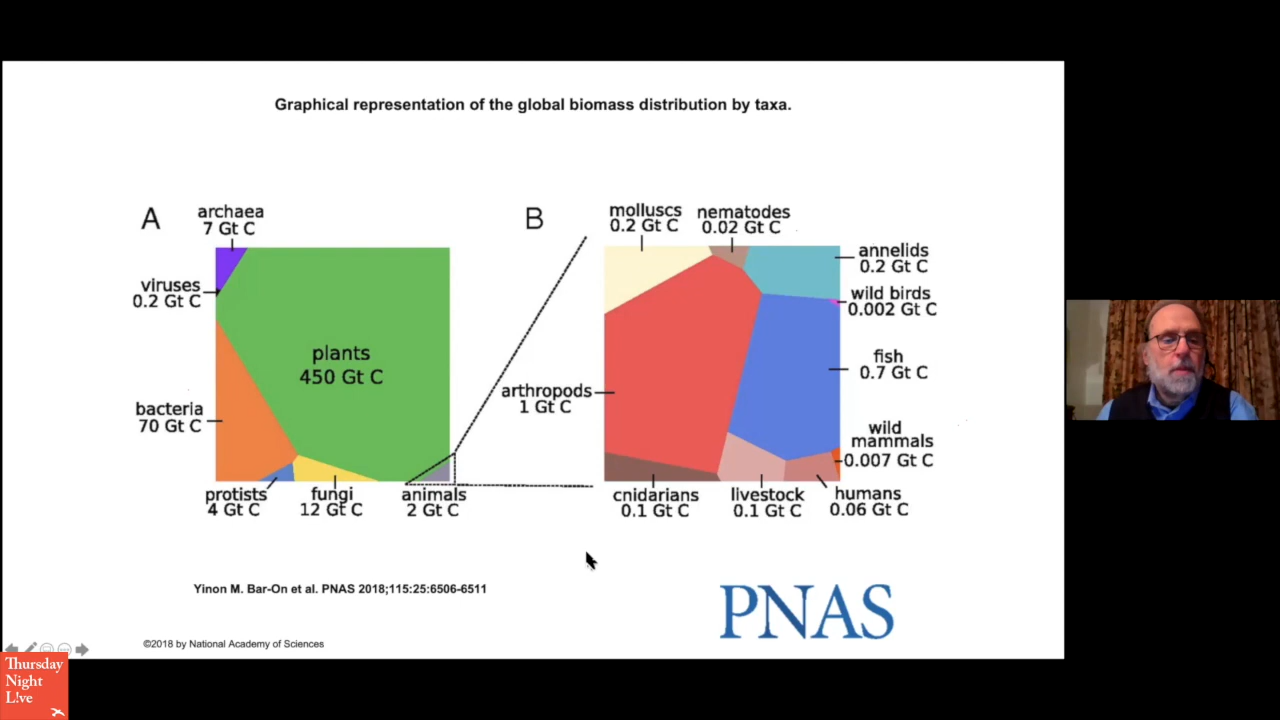 Graphical representation of the global biomass distribution by taxa.
A
archaea
7 Gt C
viruses
0.2 Gt C
plants
450 Gt C
bacteria
70 Gt C
protists
4 Gt C
fungi
12 Gt C
animals
2 Gt C
B
molluscs
0.2 Gt C
nematodes
0.02 Gt C
annelids
0.2 Gt C
wild birds
0.002 Gt C
fish
0.7 Gt C
arthropods
1 Gt C
wild
mammals
0.007 Gt C
cnidarians
0.1 Gt C
livestock
0.1 Gt C
humans
0.06 Gt C
Yinon M. Bar-On et al. PNAS 2018;115:25:6506-6511
PNAS
©2018 by National Academy of Sciences
Thursday
Night
L!ve